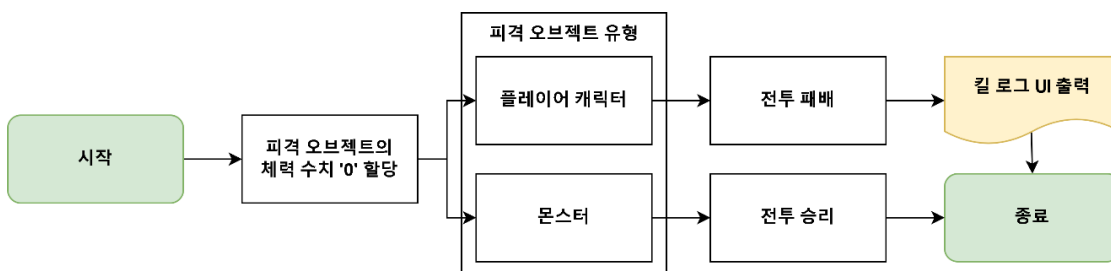 시작
피격 오브젝트의
체력 수치 '0' 할당
피격 오브젝트 유형
플레이어 캐릭터
전투 패배
킬 로그 UI 출력
몬스터
전투 승리
종료